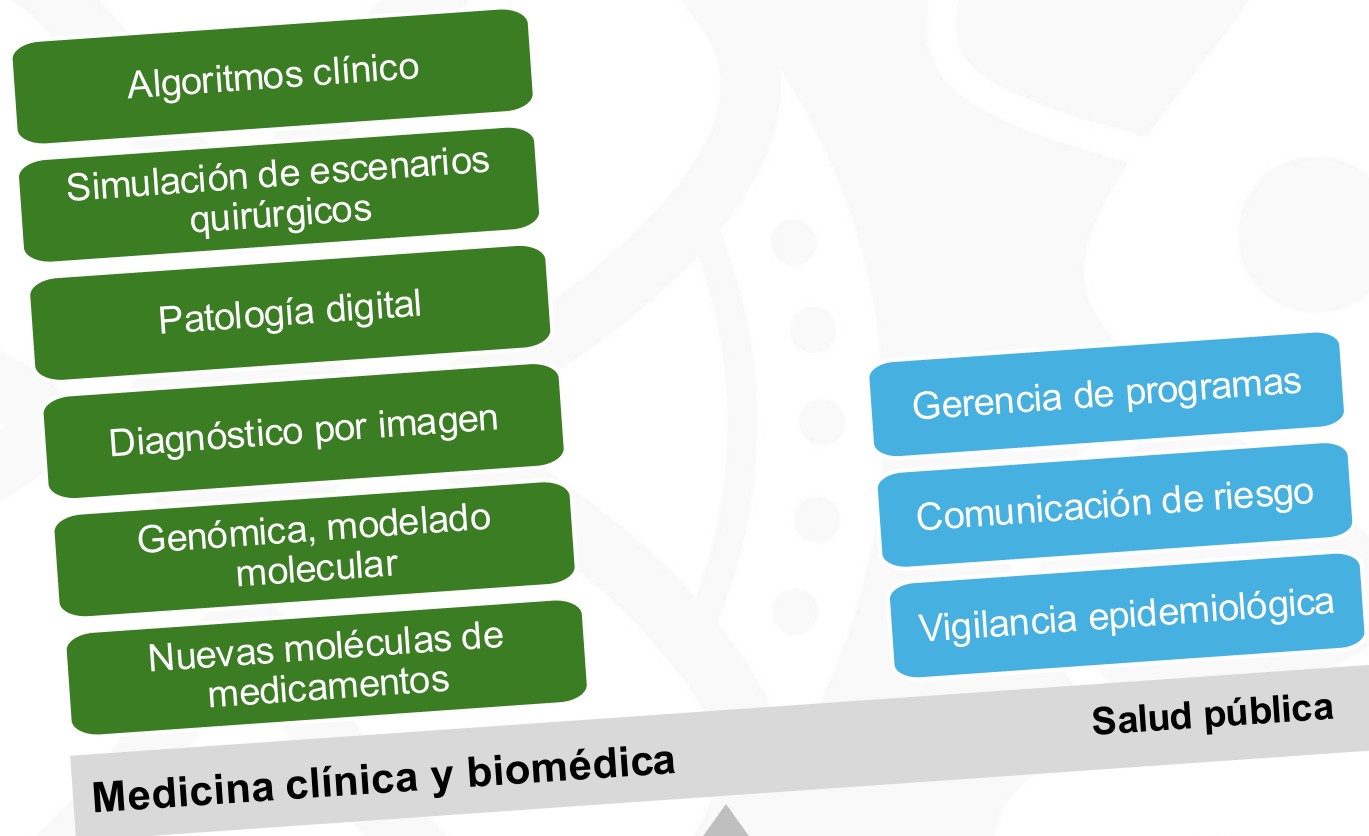 Algoritmos clínico
Simulación de escenarios
quirúrgicos
Patología digital
Diagnóstico por imagen
Genómica, modelado
molecular
Nuevas moléculas de
medicamentos
Medicina clínica y biomédica
Gerencia de programas
Comunicación de riesgo
Vigilancia epidemiológica
Salud pública